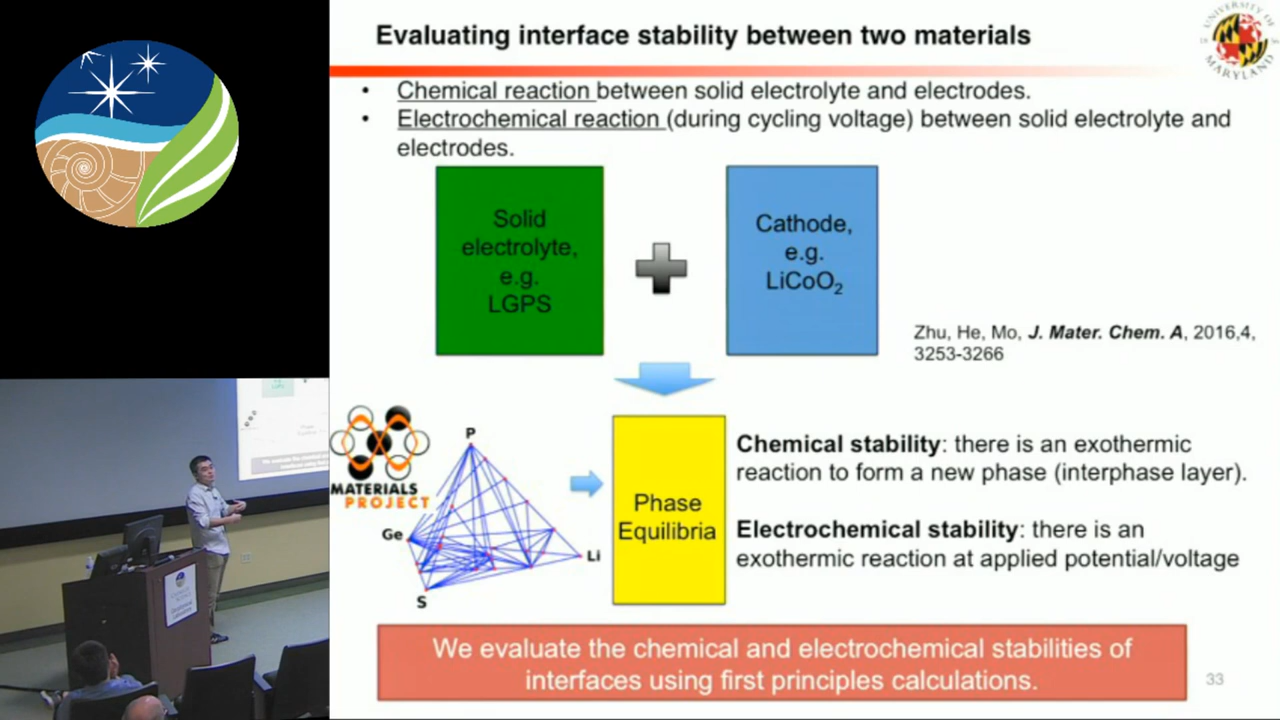 Evaluating interface stability between two materials
UNIVERSITY OF
MARYLAND
• Chemical reaction between solid electrolyte and electrodes.
• Electrochemical reaction (during cycling voltage) between solid electrolyte and
electrodes.
Solid
electrolyte,
e.g.
LGPS
Cathode,
e.g.
LiCoO₂
Zhu, He, Mo, J. Mater. Chem. A, 2016,4,
3253-3266
MATERIALS
PROJECT
P
Ge
Li
S
Phase
Equilibria
Chemical stability: there is an exothermic
reaction to form a new phase (interphase layer).
Electrochemical stability: there is an
exothermic reaction at applied potential/voltage
We evaluate the chemical and electrochemical stabilities of
interfaces using first principles calculations.
33